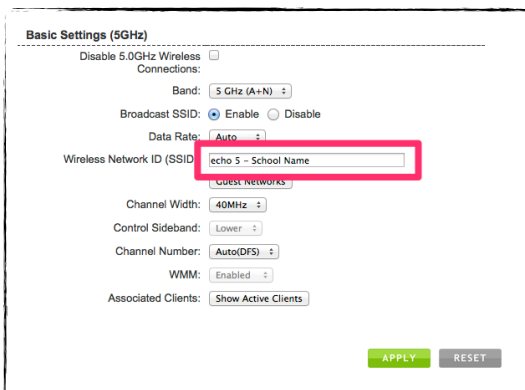 Basic Settings (5GHz)
Disable 5.0GHz Wireless
Connections:
Band: 5 GHz (A+N)
Broadcast SSID: Enable Disable
Data Rate: Auto
Wireless Network ID (SSID echo 5 - School Name
Guest Networks
Channel Width: 40MHz
Control Sideband: Lower
Channel Number: Auto(DFS)
WMM: Enabled
Associated Clients: Show Active Clients
APPLY RESET